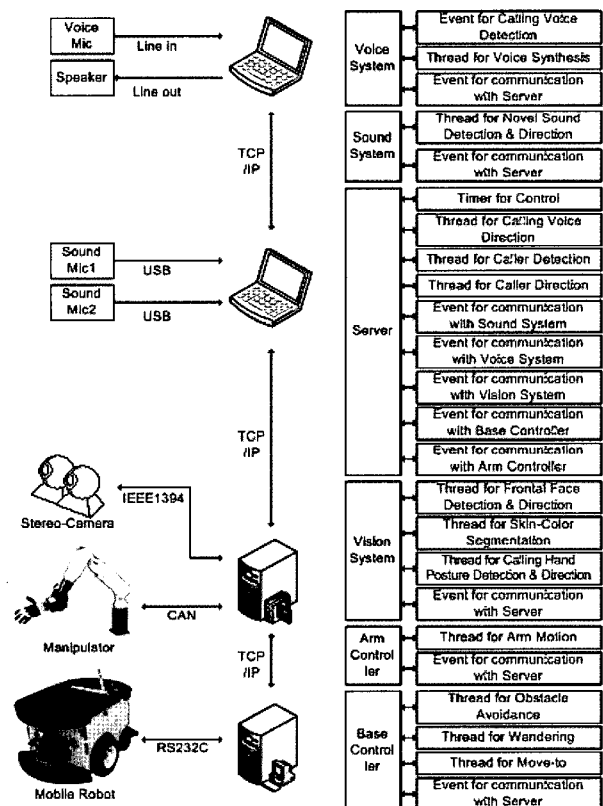 Voice
Mic
Line in
Speaker
Line out
TCP
/IP
Sound
Mic1
USB
Sound
Mic2
USB
TCP
/IP
IEEE1394
Stereo-Camera
CAN
Manipulator
TCP
/IP
RS232C
Mobile Robot
Voice
System
Event for Calling Voice
Detection
Thread for Voice Synthesis
Event for communication
with Server
Sound
System
Thread for Novel Sound
Detection & Direction
Event for communication
with Server
Server
Timer for Control
Thread for Calling Voice
Direction
Thread for Caller Detection
Thread for Caller Direction
Event for communication
with Sound System
Event for communication
with Voice System
Event for communication
with Vision System
Event for communication
with Base Controller
Event for communication
with Arm Controller
Vision
System
Thread for Frontal Face
Detection & Direction
Thread for Skin-Color
Segmentation
Thread for Calling Hand
Posture Detection & Direction
Event for communication
with Server
Arm
Control
ler
Thread for Arm Motion
Event for communication
with Server
Base
Control
ler
Thread for Obstacle
Avoidance
Thread for Wandering
Thread for Move-to
Event for communication
with Server